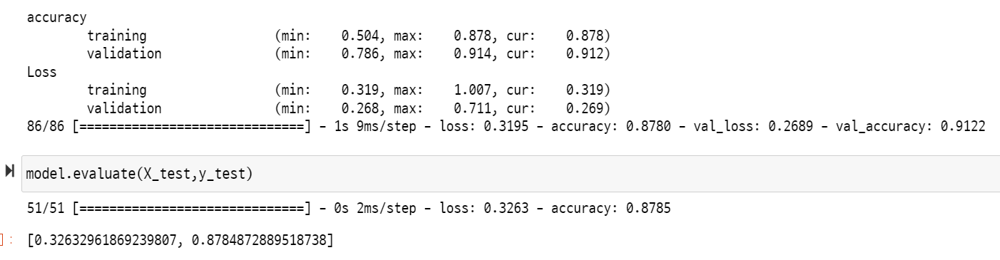 accuracy
training (min: 0.504, max: 0.878, cur: 0.878)
validation (min: 0.786, max: 0.914, cur: 0.912)
Loss
training (min: 0.319, max: 1.007, cur: 0.319)
validation (min: 0.268, max: 0.711, cur: 0.269)
86/86 [==============================] - 1s 9ms/step - loss: 0.3195 - accuracy: 0.8780 - val_loss: 0.2689 - val_accuracy: 0.9122
model.evaluate(X_test,y_test)
51/51 [==============================] - 0s 2ms/step - loss: 0.3263 - accuracy: 0.8785
]: [0.32632961869239807, 0.8784872889518738]